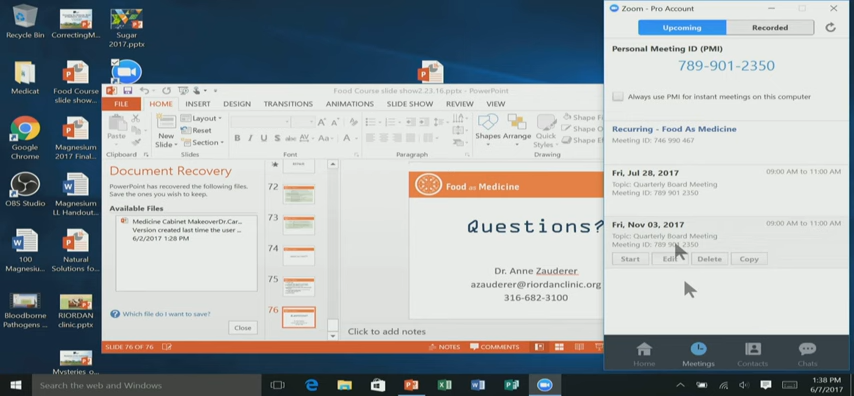 Recycle Bin
CorrectingM...
Sugar
2017.pptx
Medicat
Food Course
slide show...
Google
Chrome
Magnesium
2017 Final...
OBS Studio
Magnesium
LL Handout...
100
Magnesiu...
Natural
Solutions fo...
Bloodborne
Pathogens ...
RIORDAN
clinic.pptx
Mysteries o
Food Course slide show2.23.16.pptx - PowerPoint
FILE HOME INSERT DESIGN TRANSITIONS ANIMATIONS SLIDE SHOW REVIEW VIEW
Paste
New
Slide
Layout
Reset
Section
Shapes
Arrange
Quick
Styles
Shape Fi
Shape O
Shape E
Clipboard Slides Font Paragraph Drawing
Document Recovery
PowerPoint has recovered the following files.
Save the ones you wish to keep.
Available Files
Medicine Cabinet MakeoverDr.Car...
Version created last time the user ...
6/2/2017 1:28 PM
Which file do I want to save?
Close
72
73
74
75
76
Food as Medicine
Questions?
Dr. Anne Zauderer
azauderer@riordanclinic.org
316-682-3100
Click to add notes
SLIDE 76 OF 76
NOTES COMMENTS
Zoom - Pro Account
Upcoming Recorded
Personal Meeting ID (PMI)
789-901-2350
Always use PMI for instant meetings on this computer
Recurring - Food As Medicine
Meeting ID: 746 990 467
Fri, Jul 28, 2017 09:00 AM to 11:00 AM
Topic: Quarterly Board Meeting
Meeting ID: 789 901 2350
Fri, Nov 03, 2017 09:00 AM to 11:00 AM
Topic: Quarterly Board Meeting
Meeting ID: 789 901 2350
Start Edit Delete Copy
Home Meetings Contacts Chats
Search the web and Windows
1:38 PM
6/7/2017